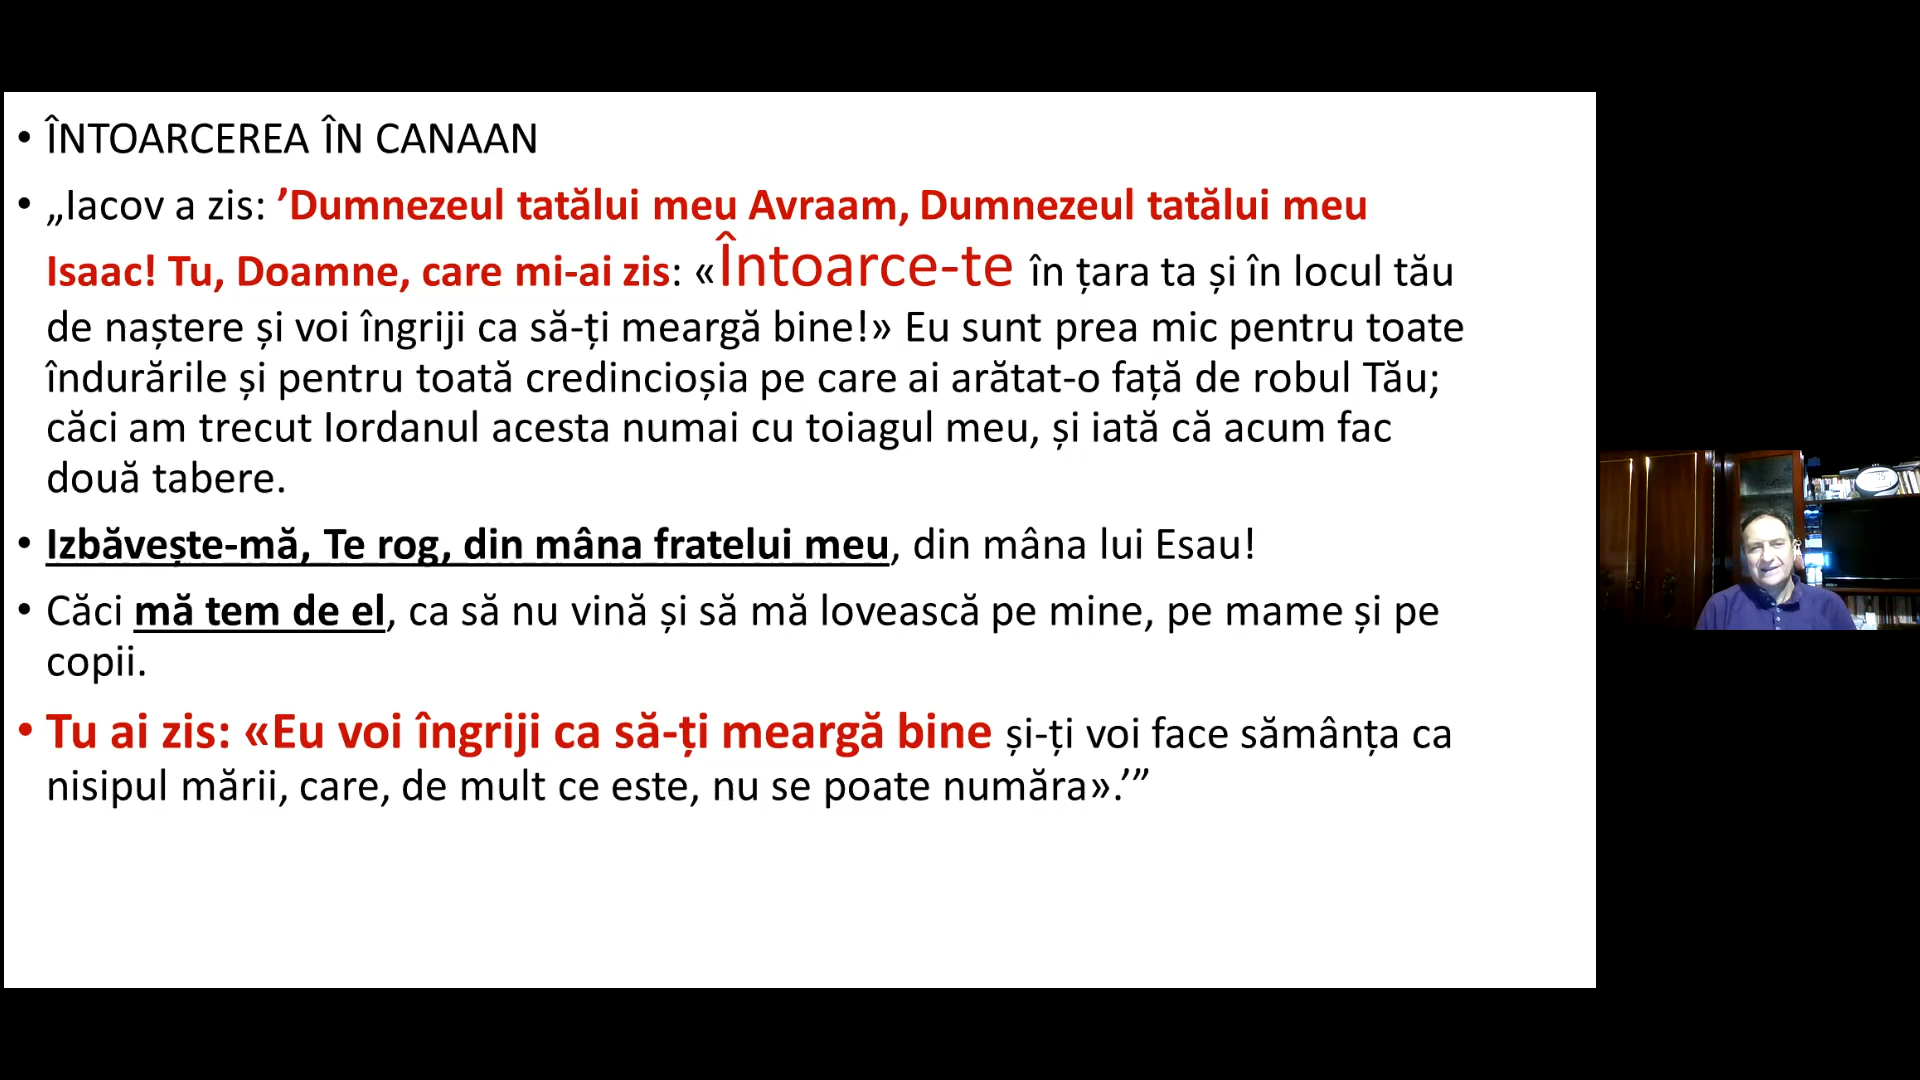 • ÎNTOARCEREA ÎN CANAAN
• „Iacov a zis: ’Dumnezeul tatălui meu Avraam, Dumnezeul tatălui meu
Isaac! Tu, Doamne, care mi-ai zis: «Întoarce-te în țara ta și în locul tău
de naștere și voi îngriji ca să-ți meargă bine!» Eu sunt prea mic pentru toate
îndurările și pentru toată credincioșia pe care ai arătat-o față de robul Tău;
căci am trecut Iordanul acesta numai cu toiagul meu, și iată că acum fac
două tabere.
• Izbăvește-mă, Te rog, din mâna fratelui meu, din mâna lui Esau!
• Căci mă tem de el, ca să nu vină și să mă lovească pe mine, pe mame și pe
copii.
• Tu ai zis: «Eu voi îngriji ca să-ți meargă bine și-ți voi face sămânța ca
nisipul mării, care, de mult ce este, nu se poate număra».’”